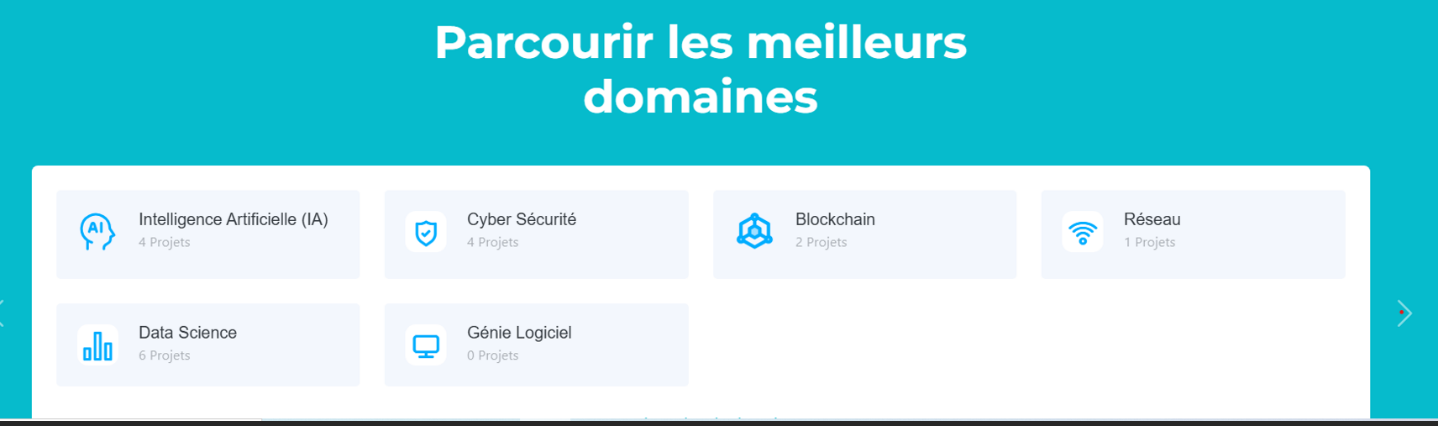 Parcourir les meilleurs
domaines
AI
Intelligence Artificielle (IA)
4 Projets
Cyber Sécurité
4 Projets
Blockchain
2 Projets
Réseau
1 Projets
Data Science
6 Projets
Génie Logiciel
0 Projets